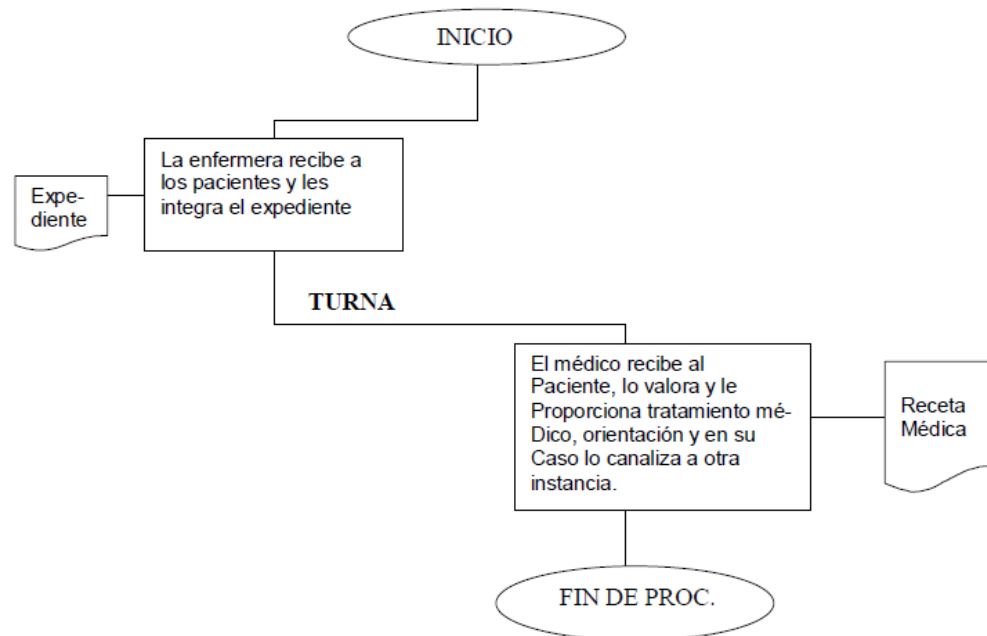 INICIO
La enfermera recibe a
los pacientes y les
integra el expediente
Expe-
diente
TURNA
El médico recibe al
Paciente, lo valora y le
Proporciona tratamiento mé-
Dico, orientación y en su
Caso lo canaliza a otra
instancia.
Receta
Médica
FIN DE PROC.